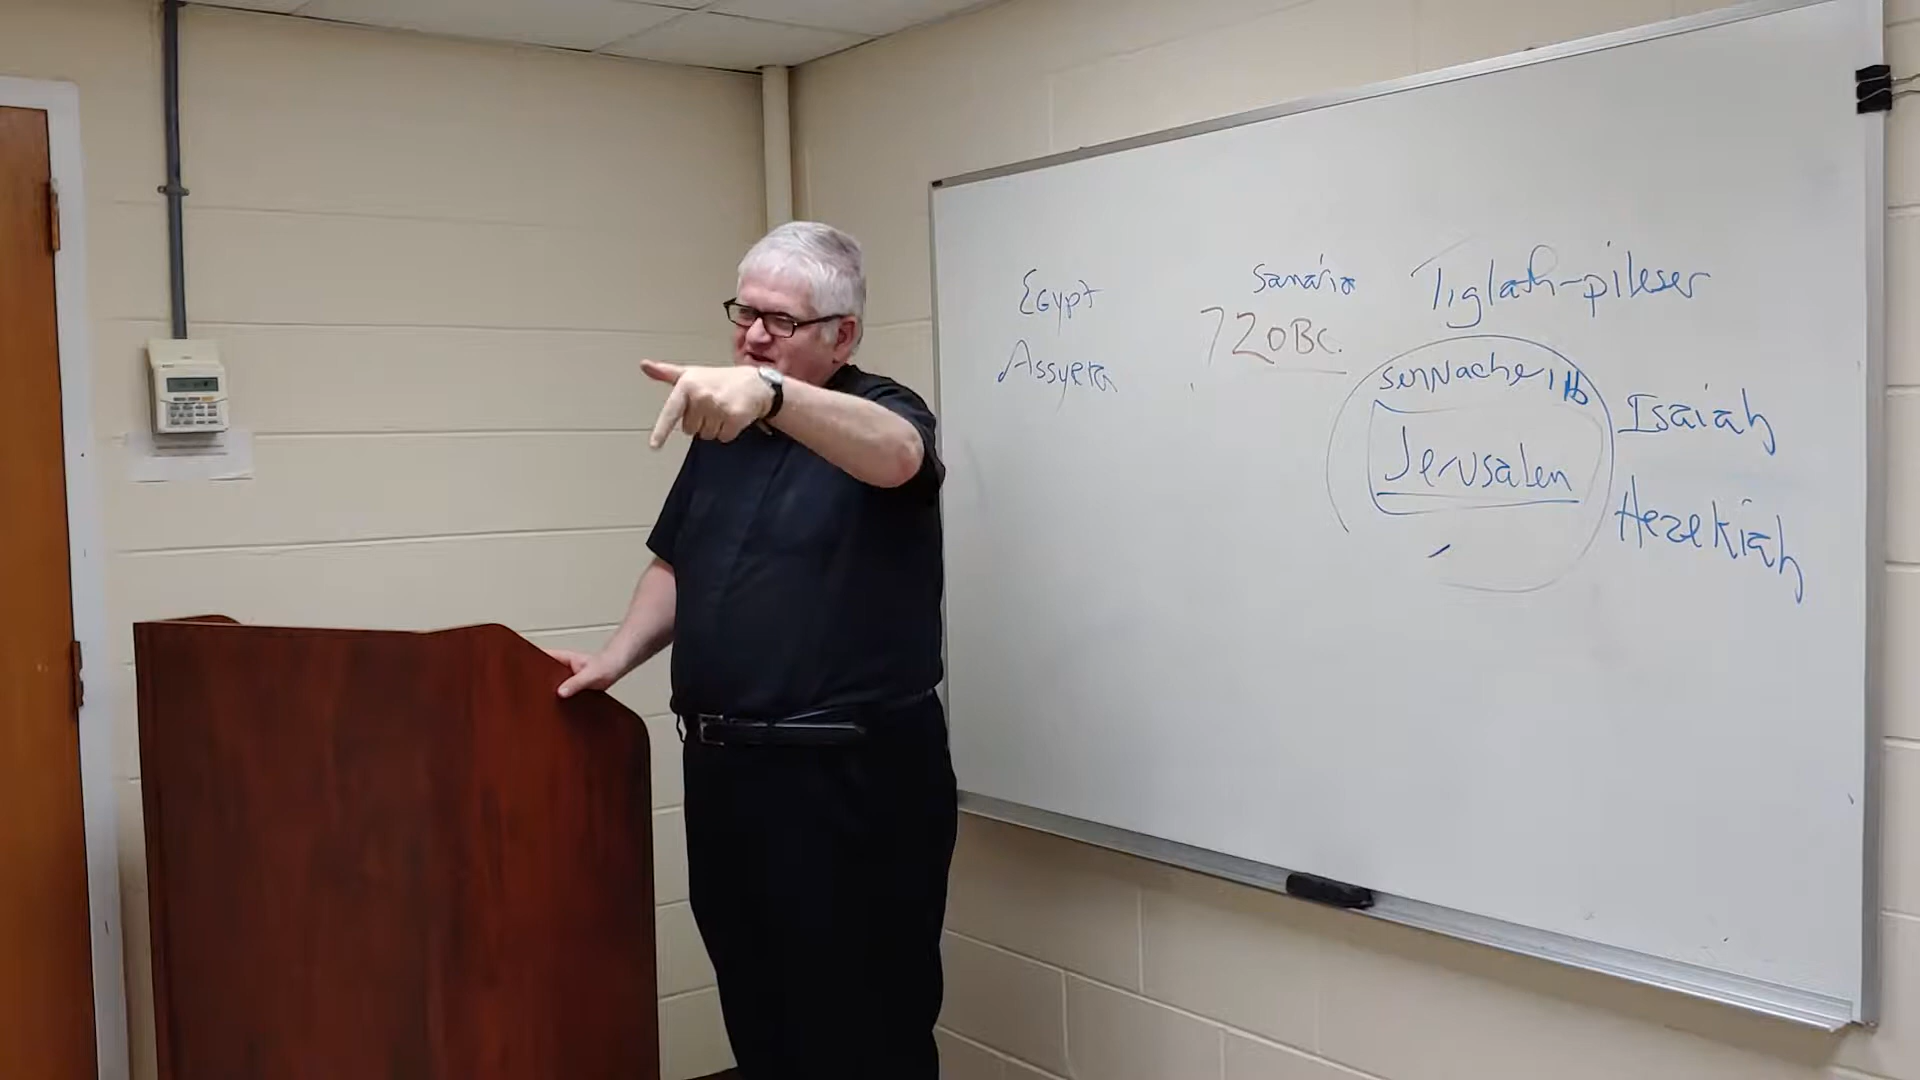 Egypt
Assyria
Samaria
720BC.
Tiglath-pileser
Sennacherib
Jerusalem
Isaiah
Hezekiah